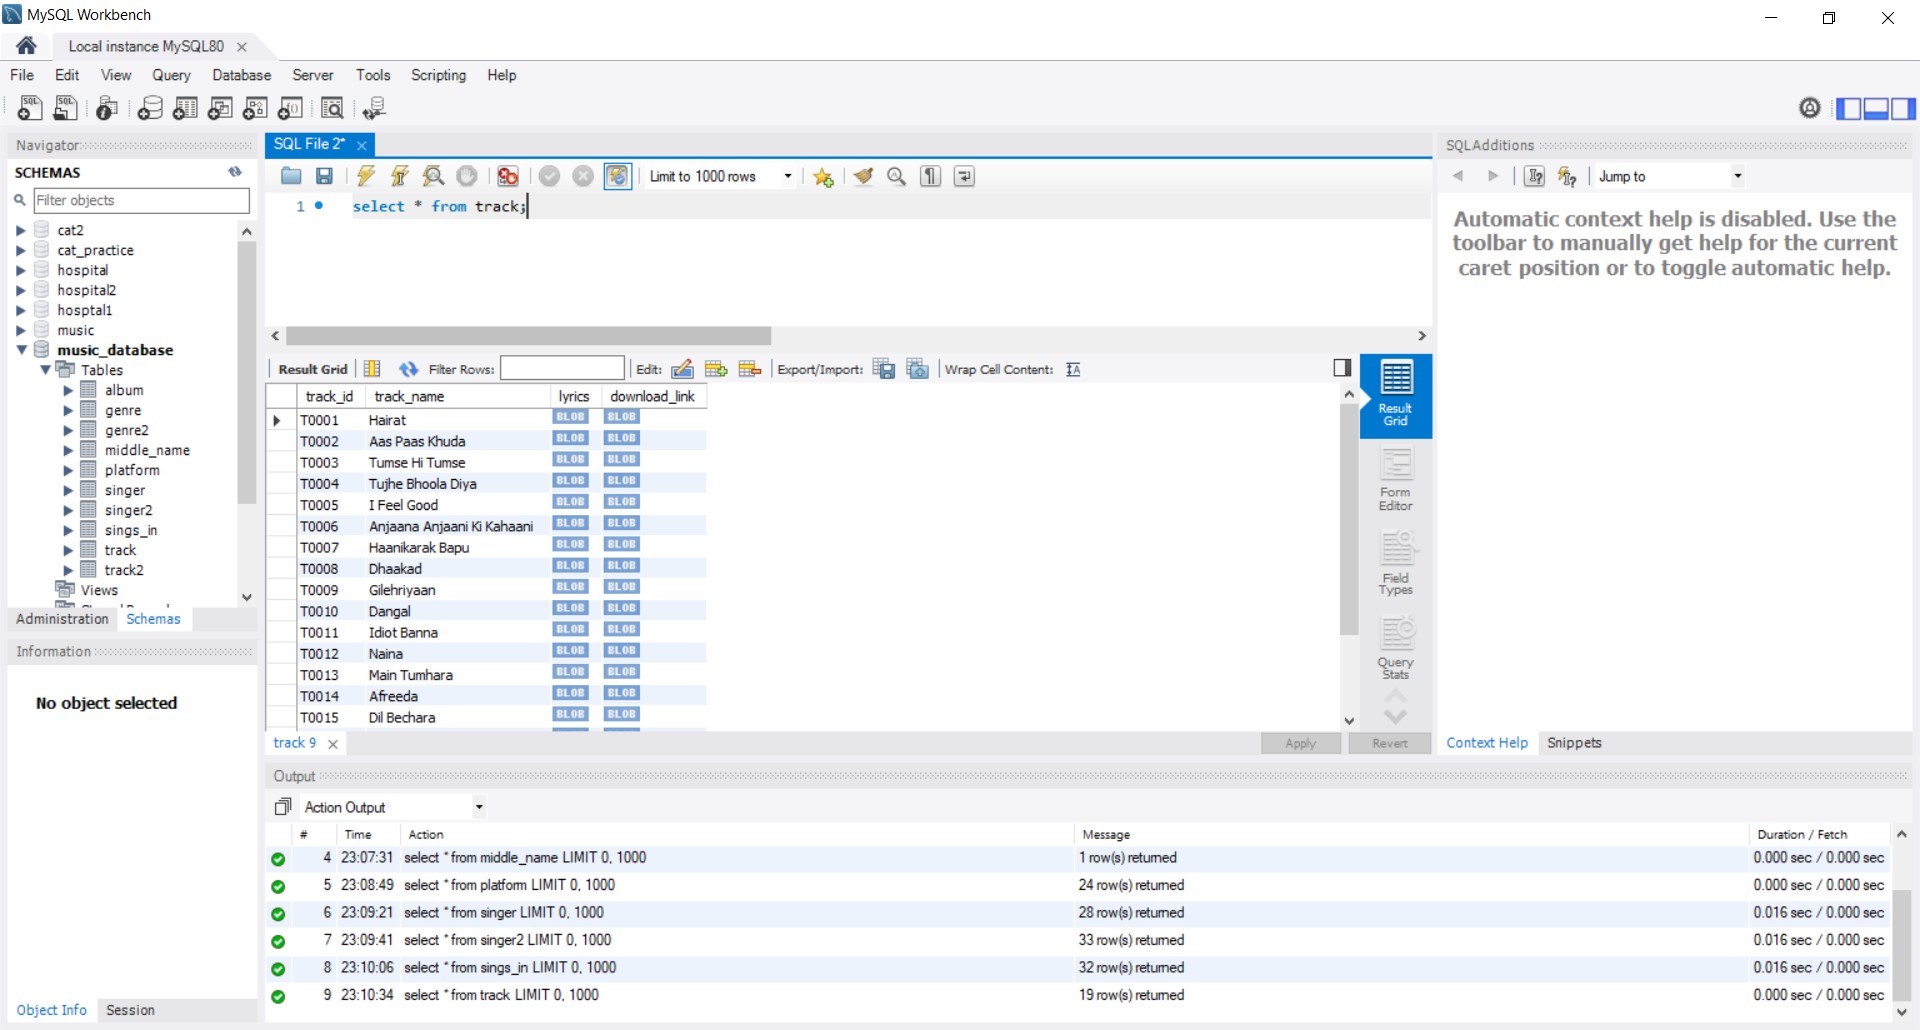 MySQL Workbench
Local instance MySQL80
File Edit View Query Database Server Tools Scripting Help
Navigator
SCHEMAS
Filter objects
cat2
cat_practice
hospital
hospital2
hosptal1
music
music_database
Tables
album
genre
genre2
middle_name
platform
singer
singer2
sings_in
track
track2
Views
Administration Schemas
Information
No object selected
Object Info Session
SQL File 2*
Limit to 1000 rows
1 select * from track;
Result Grid Filter Rows: Edit: Export/Import: Wrap Cell Content:
track_id track_name lyrics download_link
T0001 Hairat BLOB BLOB
T0002 Aas Paas Khuda BLOB BLOB
T0003 Tumse Hi Tumse BLOB BLOB
T0004 Tujhe Bhoola Diya BLOB BLOB
T0005 I Feel Good BLOB BLOB
T0006 Anjaana Anjaani Ki Kahaani BLOB BLOB
T0007 Haanikarak Bapu BLOB BLOB
T0008 Dhaakad BLOB BLOB
T0009 Gilehriyaan BLOB BLOB
T0010 Dangal BLOB BLOB
T0011 Idiot Banna BLOB BLOB
T0012 Naina BLOB BLOB
T0013 Main Tumhara BLOB BLOB
T0014 Afreeda BLOB BLOB
T0015 Dil Bechara BLOB BLOB
Result
Grid
Form
Editor
Field
Types
Query
Stats
track 9
Apply Revert
SQLAdditions
Jump to
Automatic context help is disabled. Use the
toolbar to manually get help for the current
caret position or to toggle automatic help.
Context Help Snippets
Output
Action Output
# Time Action Message Duration / Fetch
4 23:07:31 select * from middle_name LIMIT 0, 1000 1 row(s) returned 0.000 sec / 0.000 sec
5 23:08:49 select * from platform LIMIT 0, 1000 24 row(s) returned 0.000 sec / 0.000 sec
6 23:09:21 select * from singer LIMIT 0, 1000 28 row(s) returned 0.016 sec / 0.000 sec
7 23:09:41 select * from singer2 LIMIT 0, 1000 33 row(s) returned 0.016 sec / 0.000 sec
8 23:10:06 select * from sings_in LIMIT 0, 1000 32 row(s) returned 0.016 sec / 0.000 sec
9 23:10:34 select * from track LIMIT 0, 1000 19 row(s) returned 0.000 sec / 0.000 sec